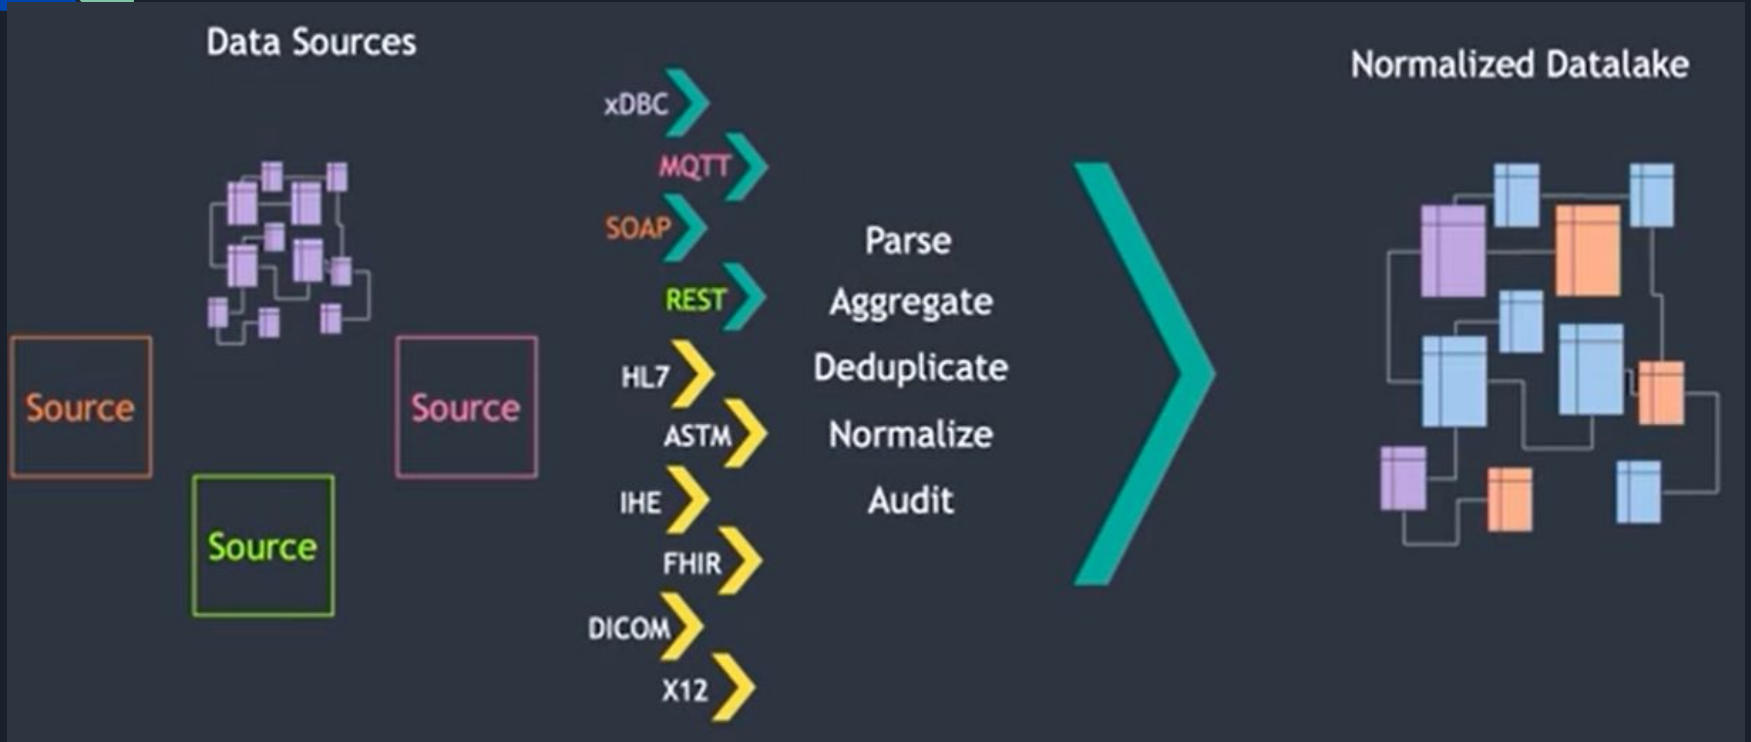 Data Sources
Normalized Datalake
Source
Source
Source
xDBC
MQTT
SOAP
REST
HL7
ASTM
IHE
FHIR
DICOM
X12
Parse
Aggregate
Deduplicate
Normalize
Audit